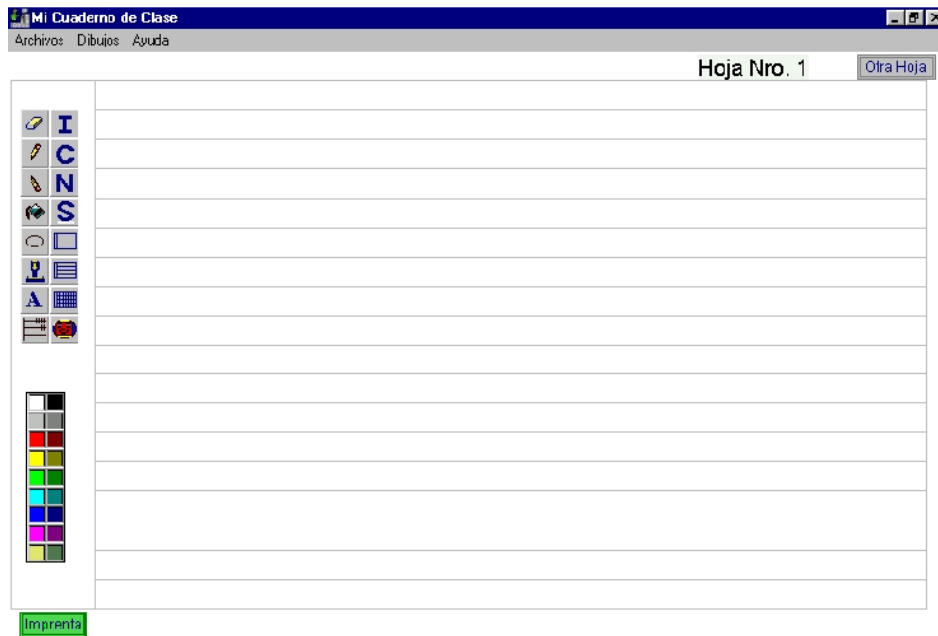 Mi Cuaderno de Clase
Archivos Dibujos Ayuda
Hoja Nro. 1 Otra Hoja
I
C
N
S
A
Imprenta